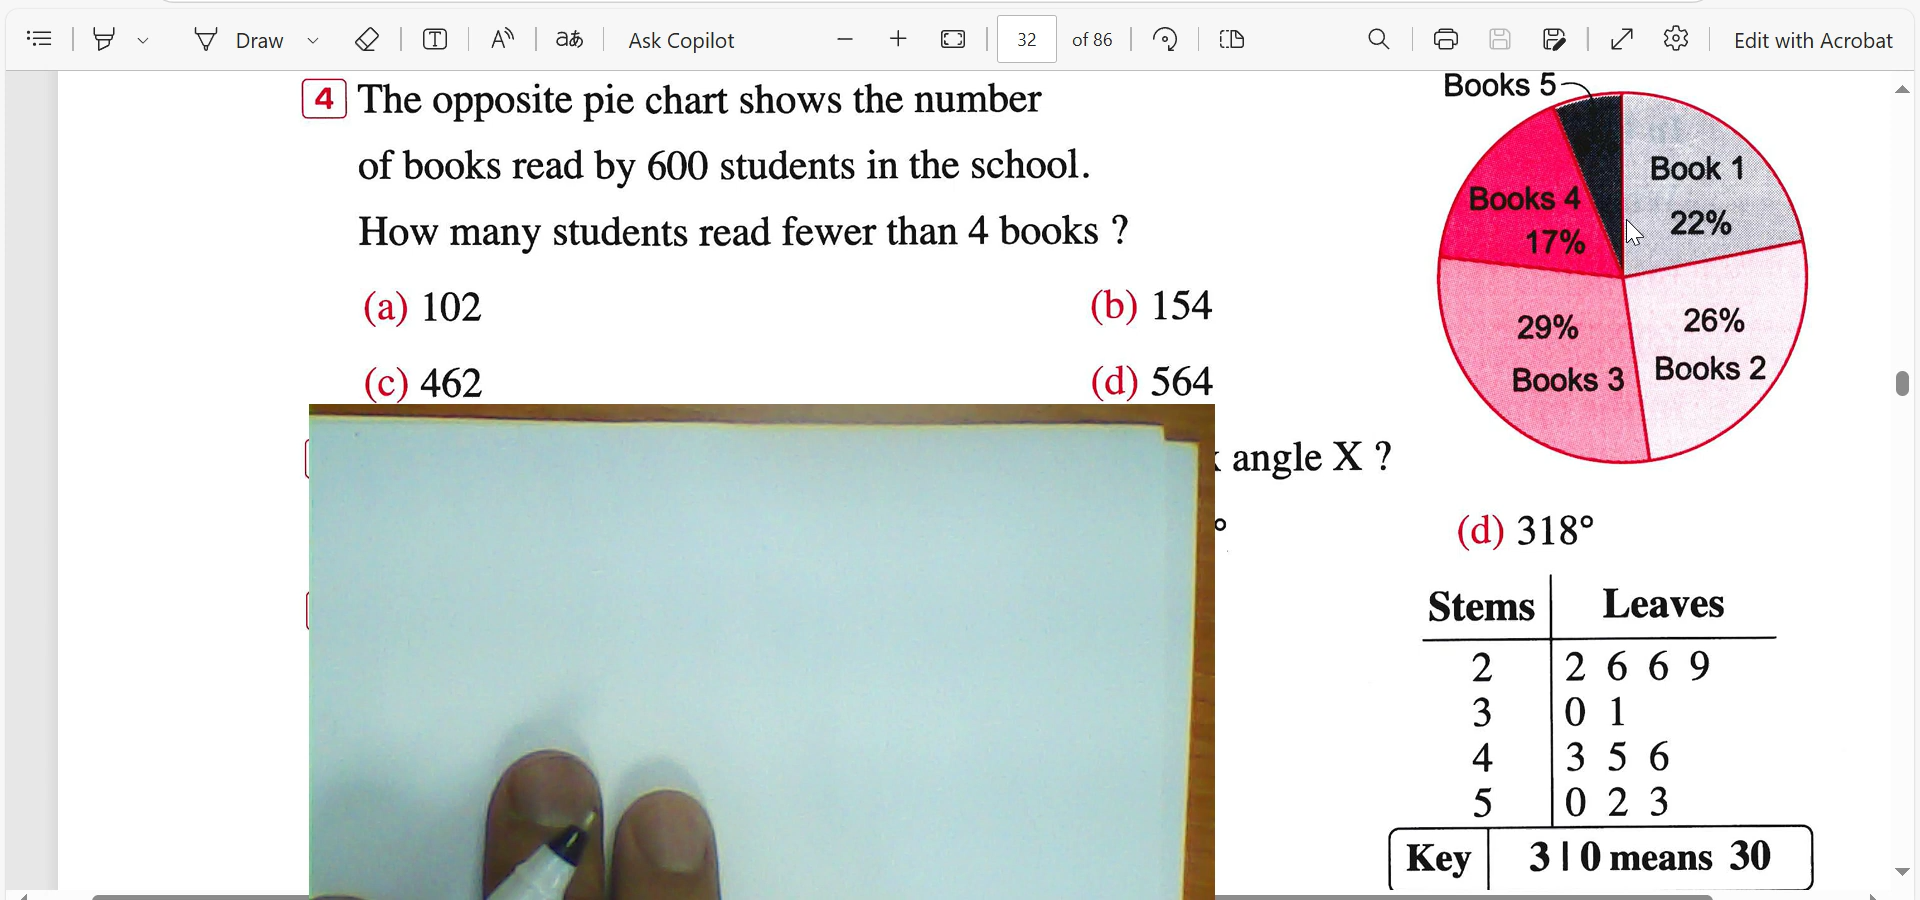 Draw
Ask Copilot
32 of 86
Edit with Acrobat
4 The opposite pie chart shows the number
of books read by 600 students in the school.
How many students read fewer than 4 books ?
(a) 102
(b) 154
(c) 462
(d) 564
Books 5
Book 1
22%
Books 4
17%
29%
Books 3
26%
Books 2
angle X ?
(d) 318°
Stems Leaves
2 2 6 6 9
3 0 1
4 3 5 6
5 0 2 3
Key 3 | 0 means 30